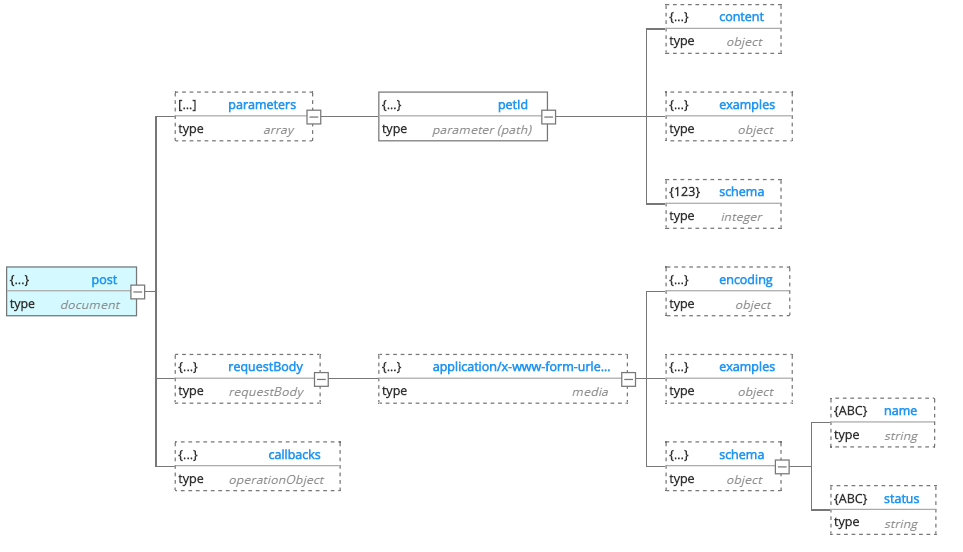 {...} content
type object
[...] parameters
type array
{...} petId
type parameter (path)
{...} examples
type object
{123} schema
type integer
{...} post
type document
{...} encoding
type object
{...} requestBody
type requestBody
{...} application/x-www-form-urle...
type media
{...} examples
type object
{ABC} name
type string
{...} callbacks
type operationObject
{...} schema
type object
{ABC} status
type string